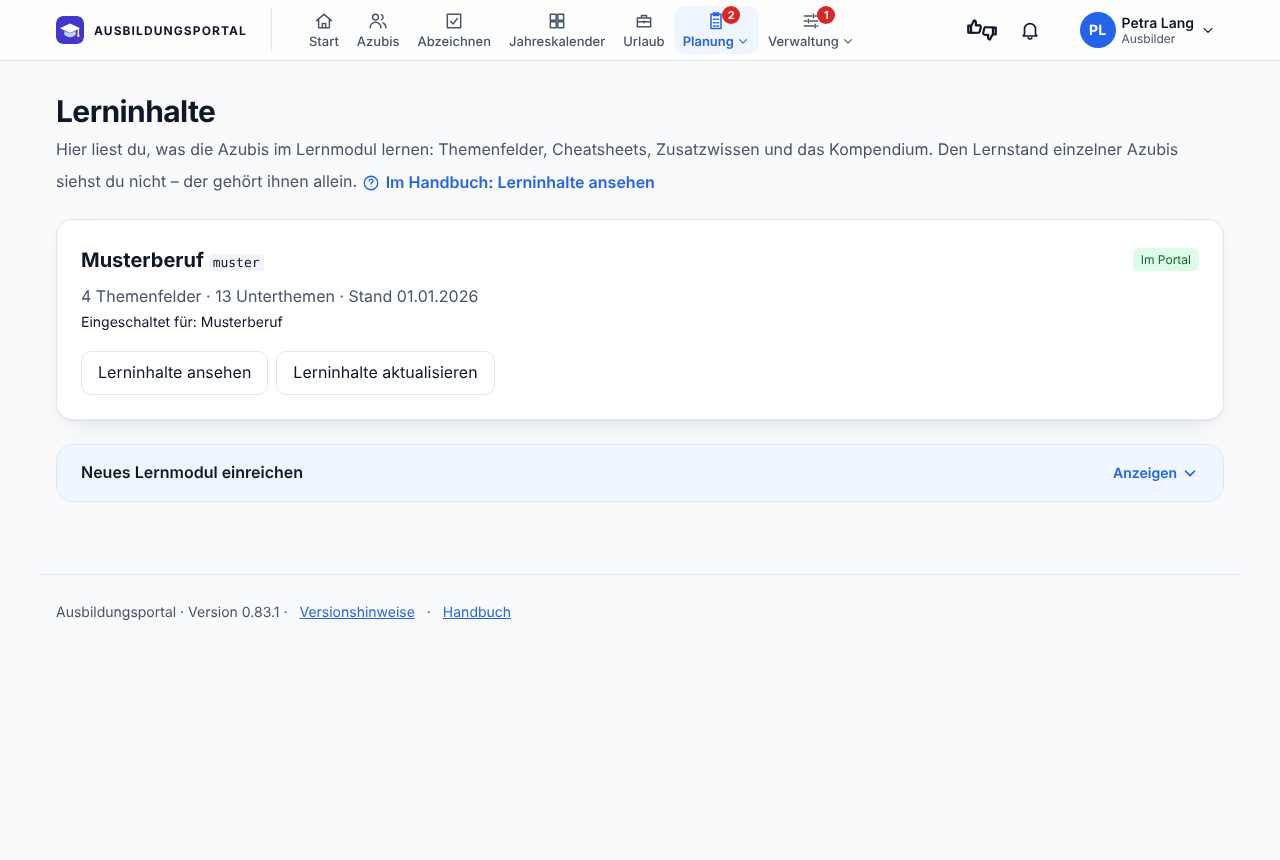 AUSBILDUNGSPORTAL
Start
Azubis
Abzeichnen
Jahreskalender
Urlaub
2
Planung
1
Verwaltung
PL
Petra Lang
Ausbilder
Lerninhalte
Hier liest du, was die Azubis im Lernmodul lernen: Themenfelder, Cheatsheets, Zusatzwissen und das Kompendium. Den Lernstand einzelner Azubis
siehst du nicht – der gehört ihnen allein. Im Handbuch: Lerninhalte ansehen
Musterberuf muster
Im Portal
4 Themenfelder · 13 Unterthemen · Stand 01.01.2026
Eingeschaltet für: Musterberuf
Lerninhalte ansehen
Lerninhalte aktualisieren
Neues Lernmodul einreichen
Anzeigen
Ausbildungsportal · Version 0.83.1 · Versionshinweise · Handbuch